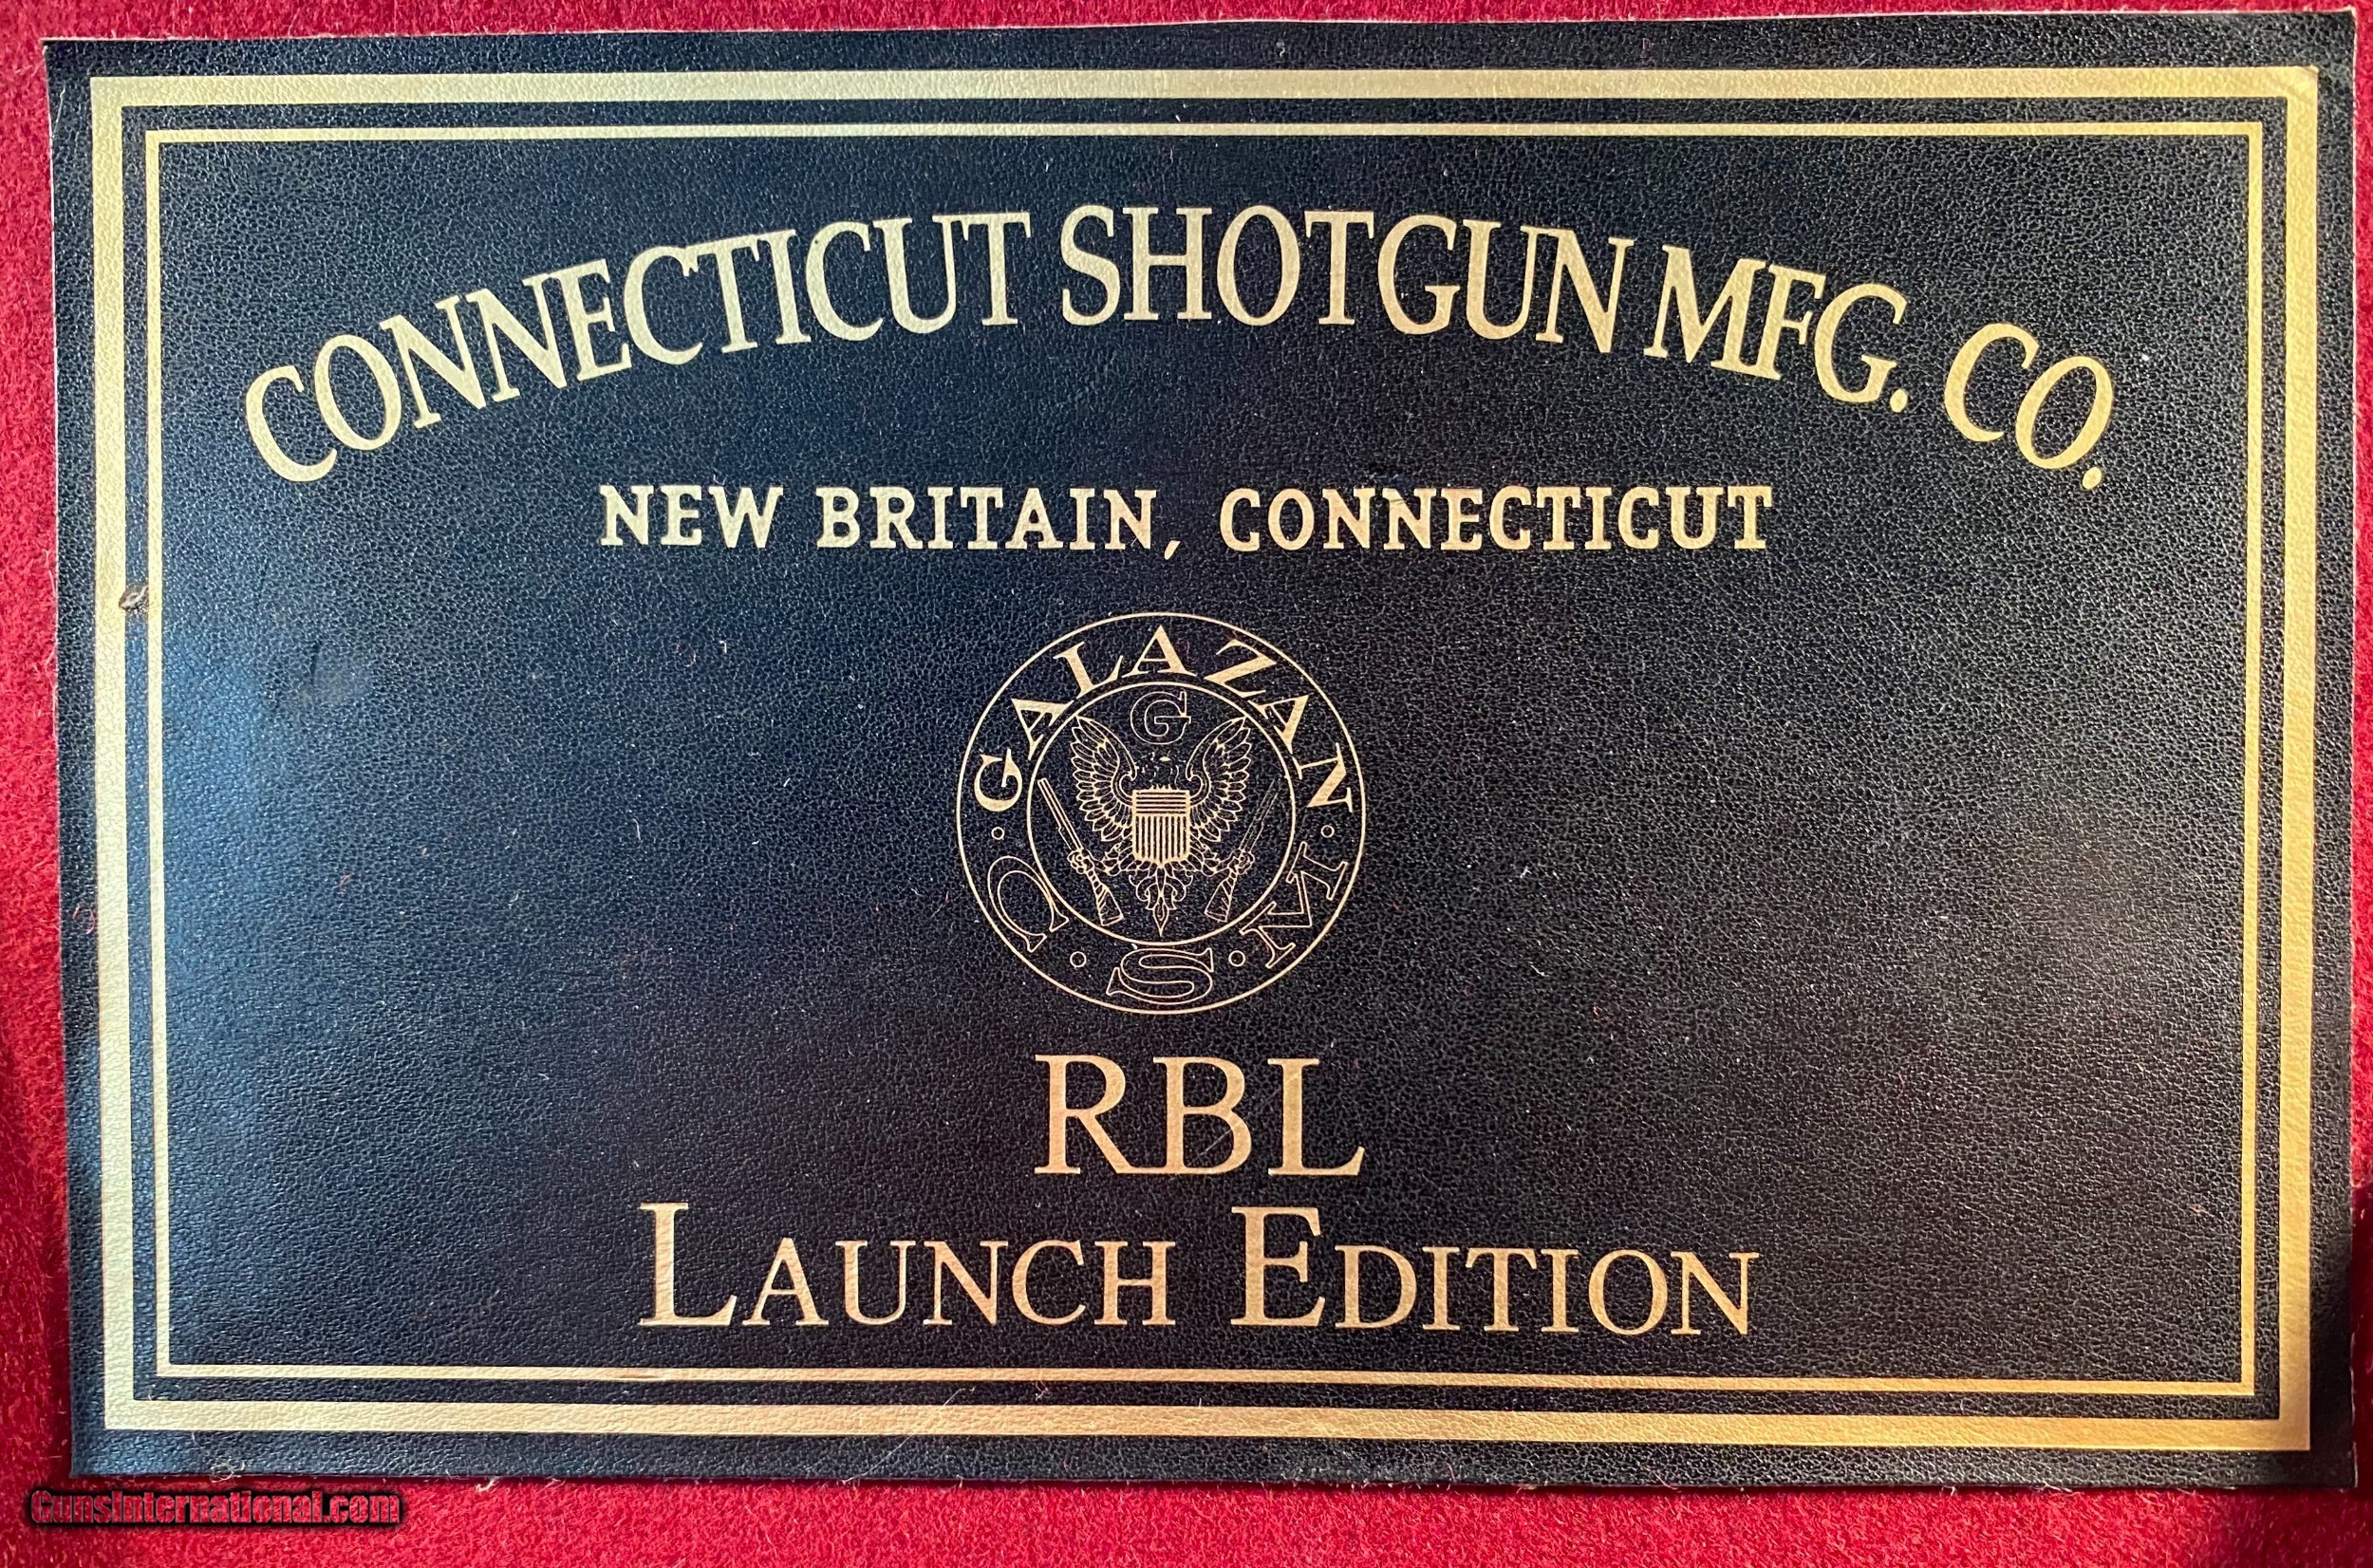 CONNECTICUT SHOTGUN MFG. CO.
NEW BRITAIN, CONNECTICUT
GALAZAN
G
C · S · M
RBL
LAUNCH EDITION
GunsInternational.com